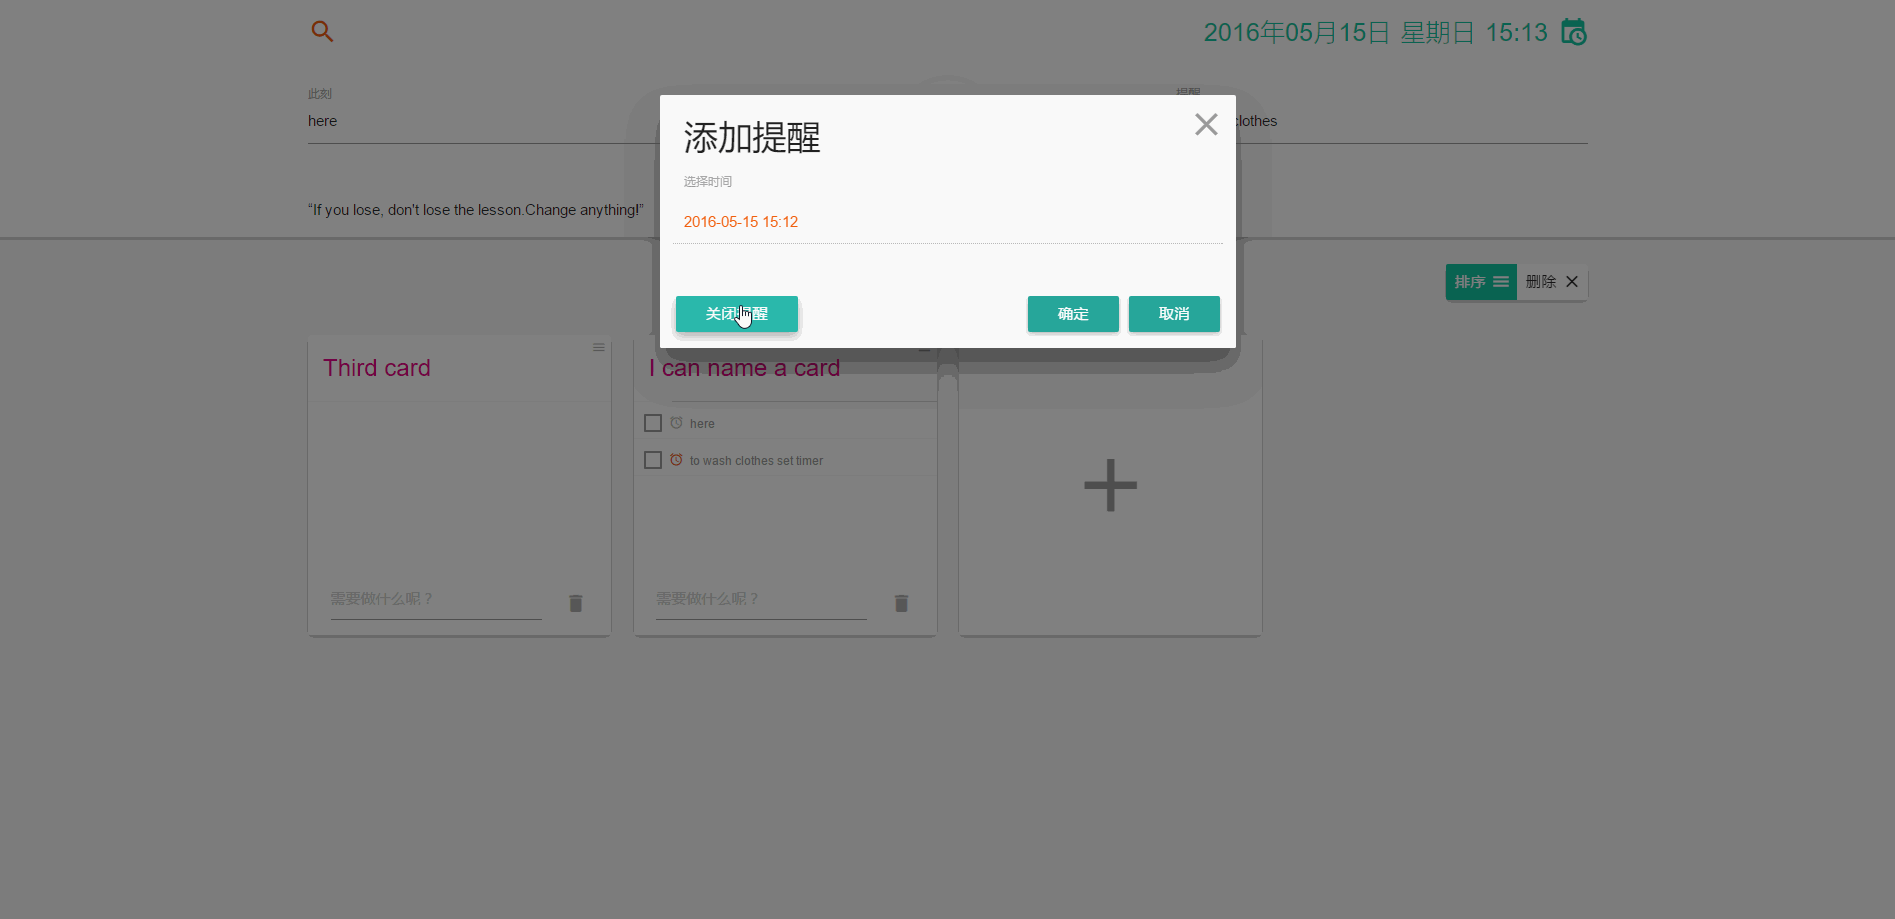 2016年05月15日 星期日 15:13
此刻
here
提醒
clothes
添加提醒
选择时间
2016-05-15 15:12
关闭提醒
确定
取消
“If you lose, don't lose the lesson.Change anything!”
排序
删除
Third card
需要做什么呢？
I can name a card
here
to wash clothes set timer
需要做什么呢？